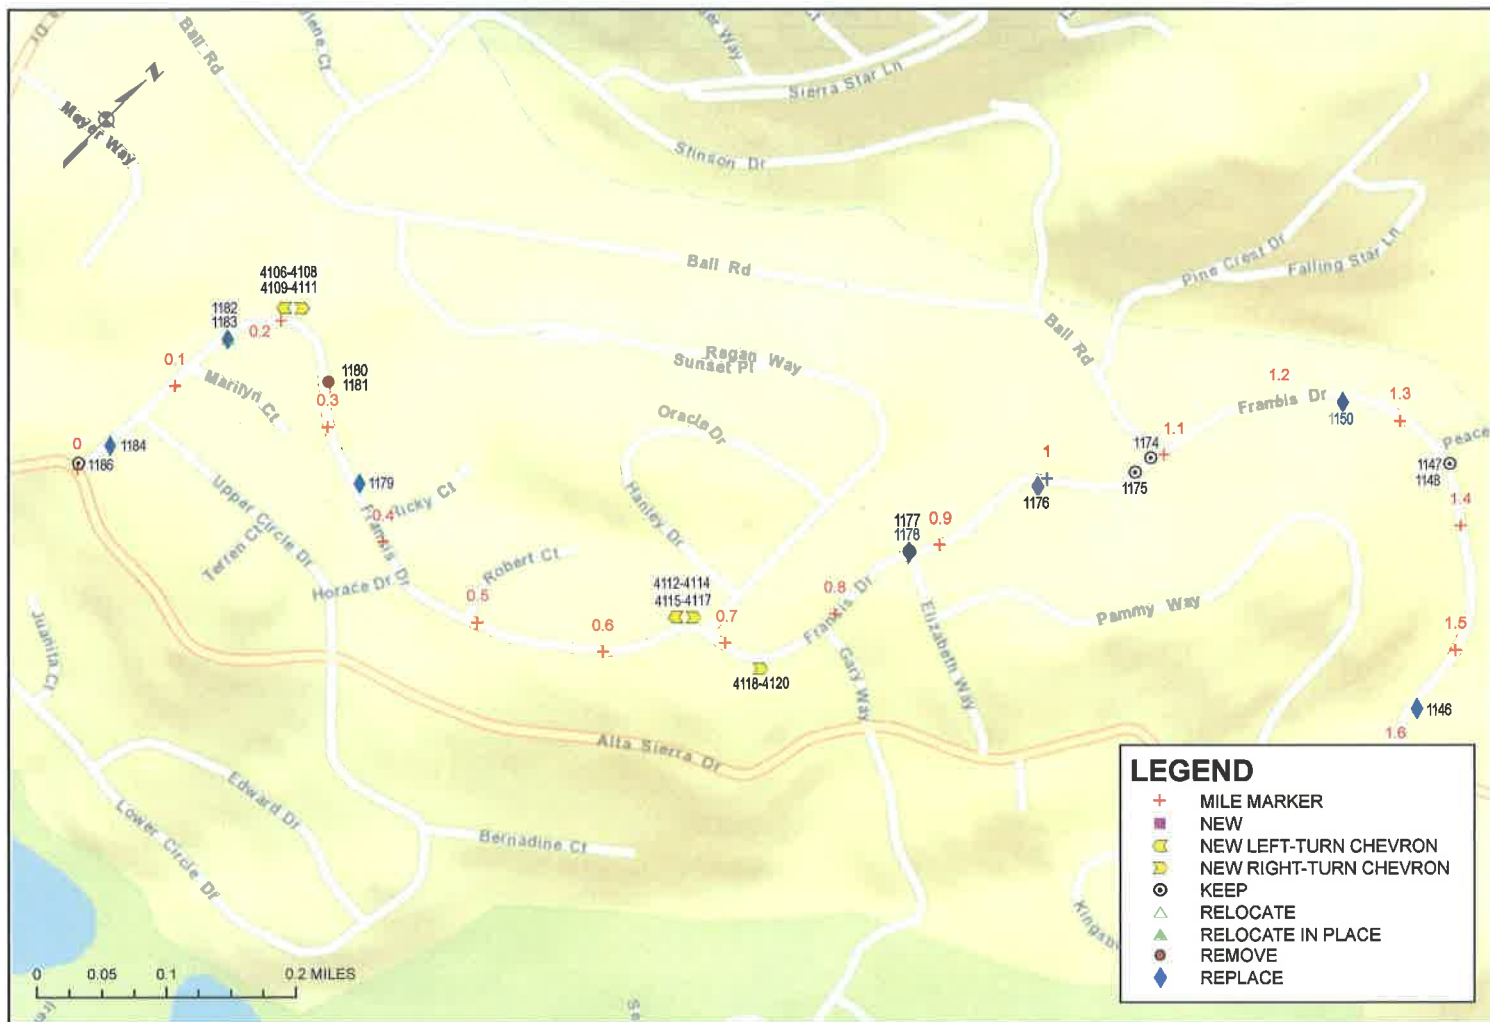 Ball Rd
Sierra Star Ln
Stinson Dr
N
Meyer Way
Ball Rd
Pine Crest Dr
Falling Star Ln
4106-4108
4109-4111
1182
1183
0.2
Ball Rd
0.1
Marilyn Ct
1180
1181
0.3
Ragan Way
Sunset Pl
Oracle Dr
1.2
Francis Dr
1150
1.3
Peace
0
1186
1184
1179
Ricky Ct
0.4
Francis Dr
Upper Circle Dr
Terren Ct
Horace Dr
Hanley Dr
1
1176
1174
1175
1.1
1147
1148
1.4
1177
1178
0.9
Robert Ct
0.5
0.6
4112-4114
4115-4117
0.7
0.8
Francis Dr
4118-4120
Gary Way
Elizabeth Way
Pammy Way
1.5
1146
1.6
Juanita Ct
Alta Sierra Dr
Edward Dr
Lower Circle Dr
Bernadine Ct
Kingsbu
LEGEND
MILE MARKER
NEW
NEW LEFT-TURN CHEVRON
NEW RIGHT-TURN CHEVRON
KEEP
RELOCATE
RELOCATE IN PLACE
REMOVE
REPLACE
0 0.05 0.1 0.2 MILES